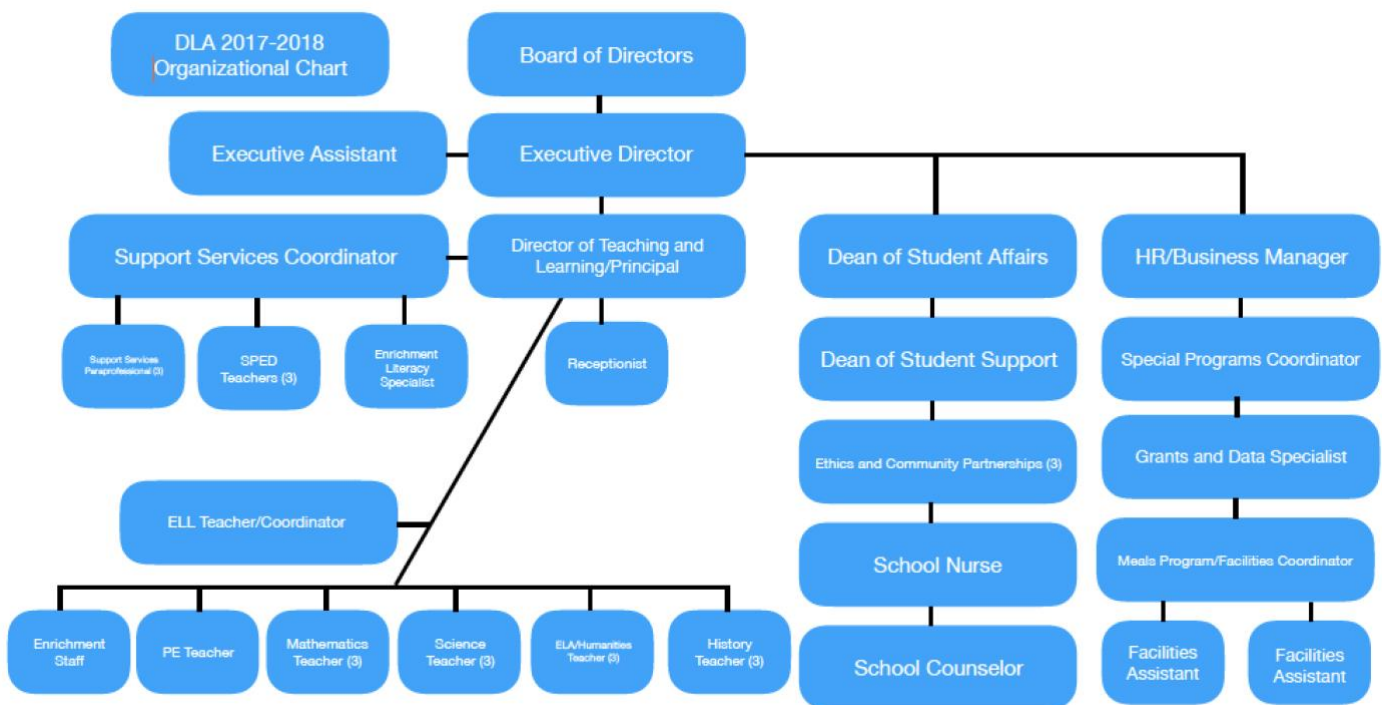 DLA 2017-2018
Organizational Chart
Board of Directors
Executive Assistant
Executive Director
Support Services Coordinator
Director of Teaching and
Learning/Principal
Dean of Student Affairs
HR/Business Manager
Support Services
Paraprofessional (3)
SPED
Teachers (3)
Enrichment
Literacy
Specialist
Receptionist
Dean of Student Support
Special Programs Coordinator
Ethics and Community Partnerships (3)
Grants and Data Specialist
ELL Teacher/Coordinator
School Nurse
Meals Program/Facilities Coordinator
Enrichment
Staff
PE Teacher
Mathematics
Teacher (3)
Science
Teacher (3)
ELA/Humanities
Teacher (3)
History
Teacher (3)
School Counselor
Facilities
Assistant
Facilities
Assistant